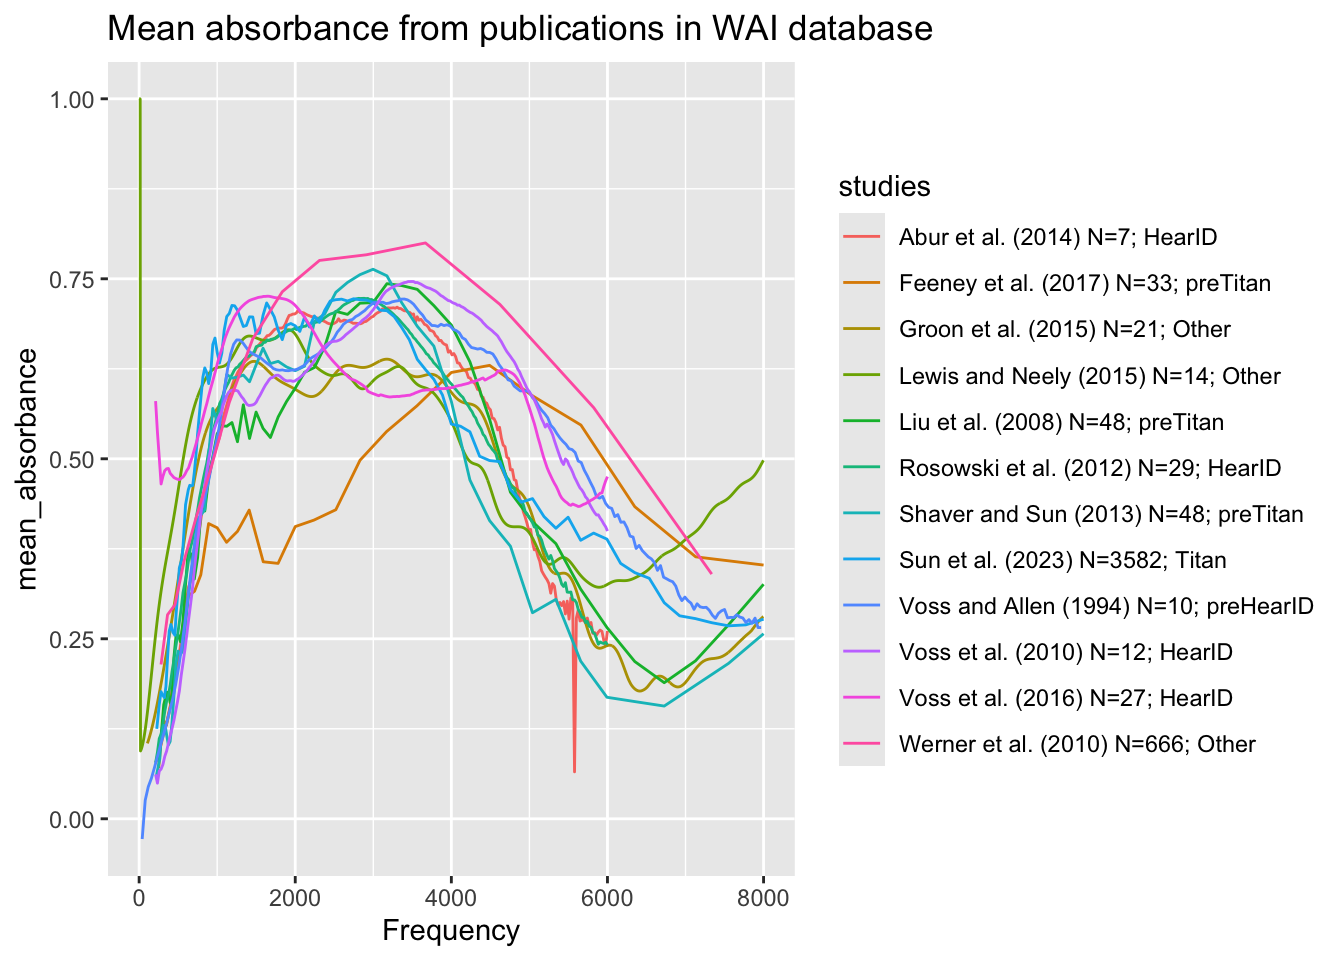 Mean absorbance from publications in WAI database
1.00
0.75
0.50
0.25
0.00
mean_absorbance
0 2000 4000 6000 8000
Frequency
studies
Abur et al. (2014) N=7; HearID
Feeney et al. (2017) N=33; preTitan
Groon et al. (2015) N=21; Other
Lewis and Neely (2015) N=14; Other
Liu et al. (2008) N=48; preTitan
Rosowski et al. (2012) N=29; HearID
Shaver and Sun (2013) N=48; preTitan
Sun et al. (2023) N=3582; Titan
Voss and Allen (1994) N=10; preHearID
Voss et al. (2010) N=12; HearID
Voss et al. (2016) N=27; HearID
Werner et al. (2010) N=666; Other